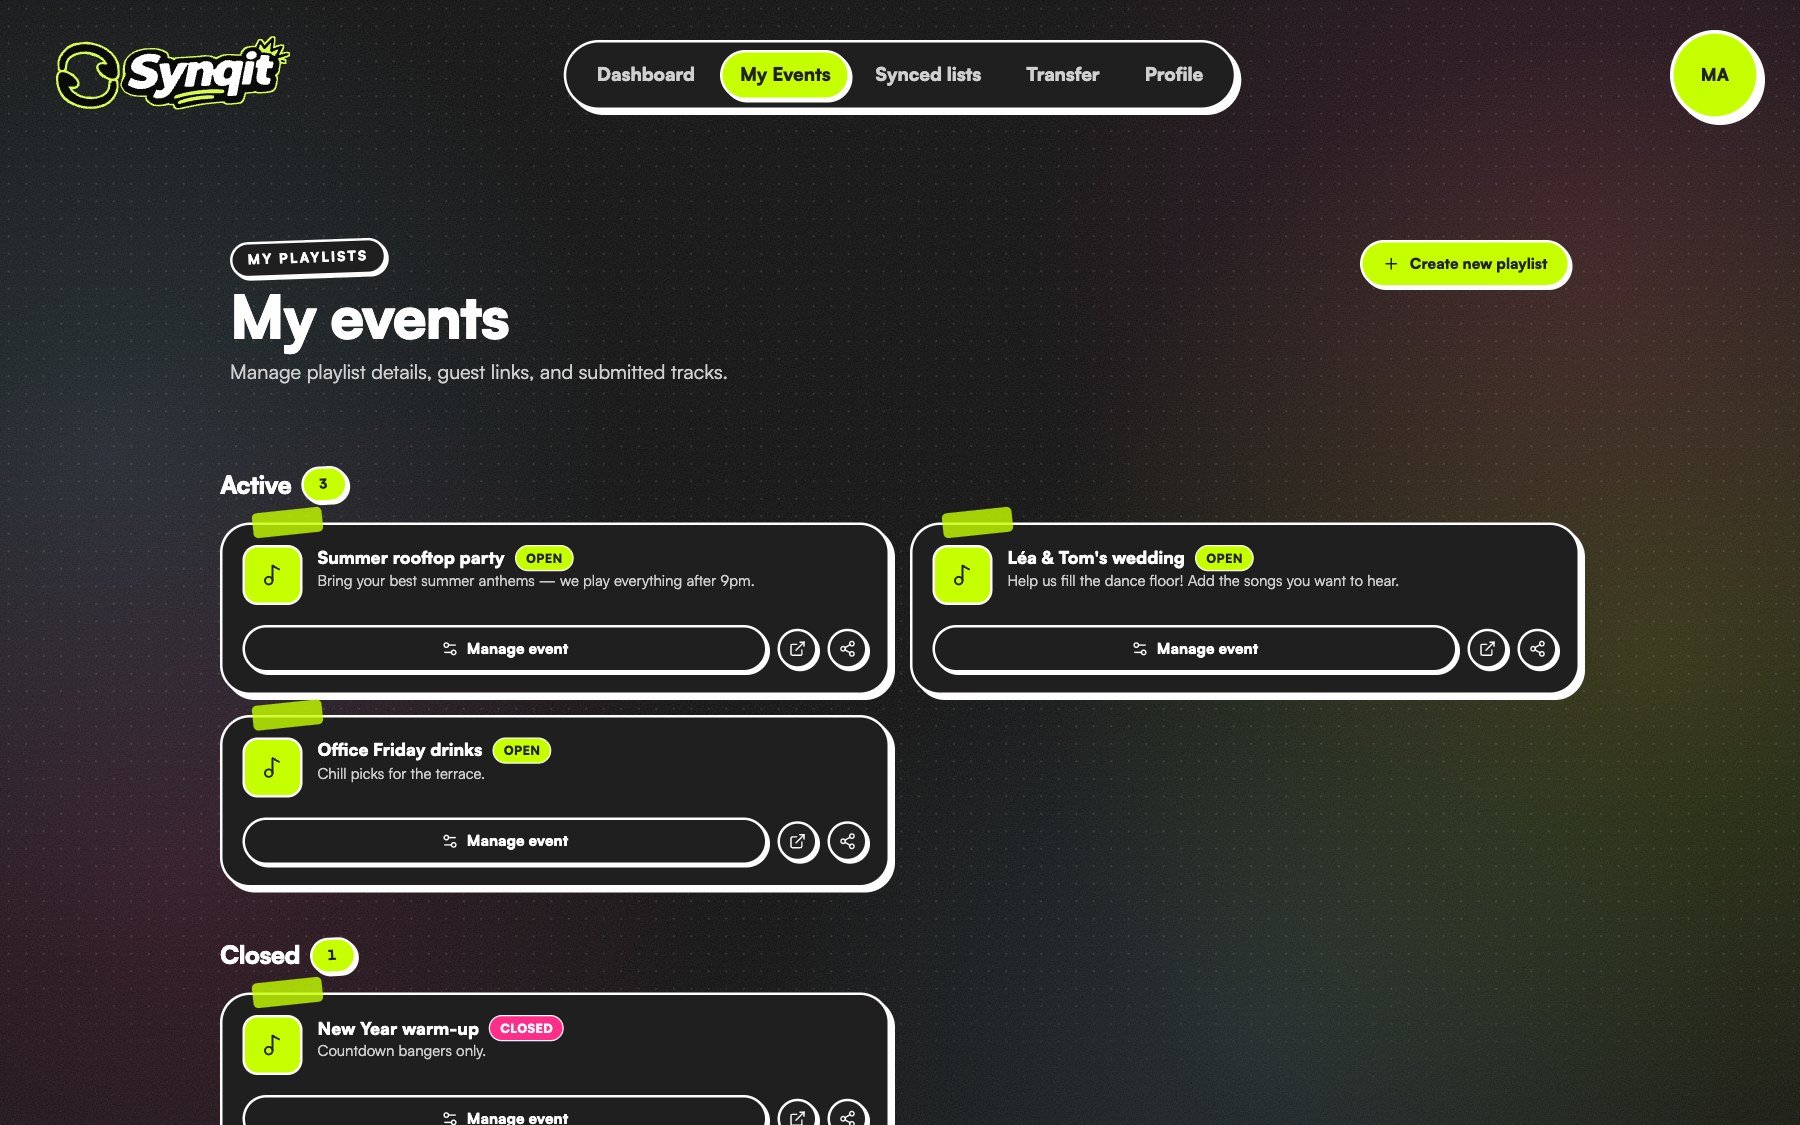 Synqit
Dashboard
My Events
Synced lists
Transfer
Profile
MA
MY PLAYLISTS
Create new playlist
My events
Manage playlist details, guest links, and submitted tracks.
Active 3
Summer rooftop party OPEN
Bring your best summer anthems — we play everything after 9pm.
Manage event
Léa & Tom's wedding OPEN
Help us fill the dance floor! Add the songs you want to hear.
Manage event
Office Friday drinks OPEN
Chill picks for the terrace.
Manage event
Closed 1
New Year warm-up CLOSED
Countdown bangers only.
Manage event